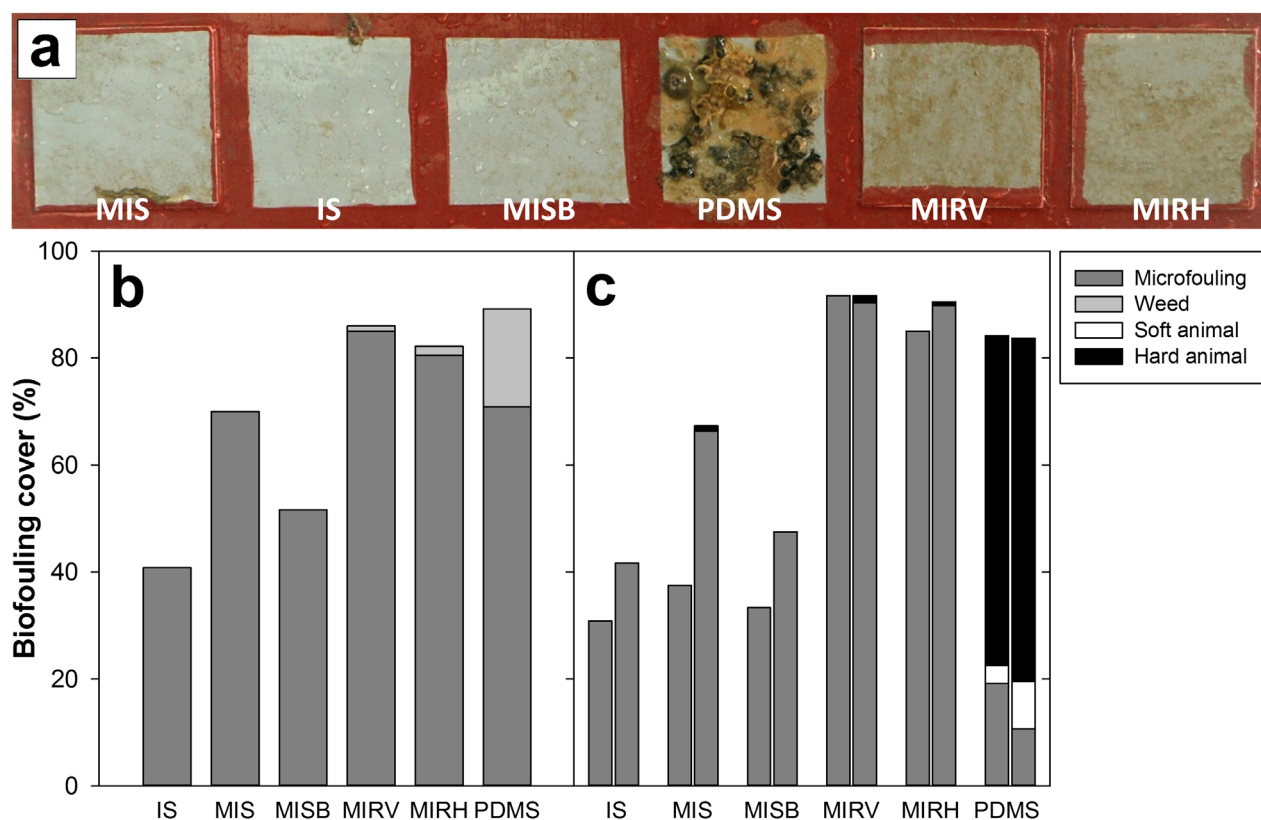 a
MIS IS MISB PDMS MIRV MIRH
b
c
Biofouling cover (%)
100
80
60
40
20
0
IS MIS MISB MIRV MIRH PDMS
IS MIS MISB MIRV MIRH PDMS
Microfouling
Weed
Soft animal
Hard animal